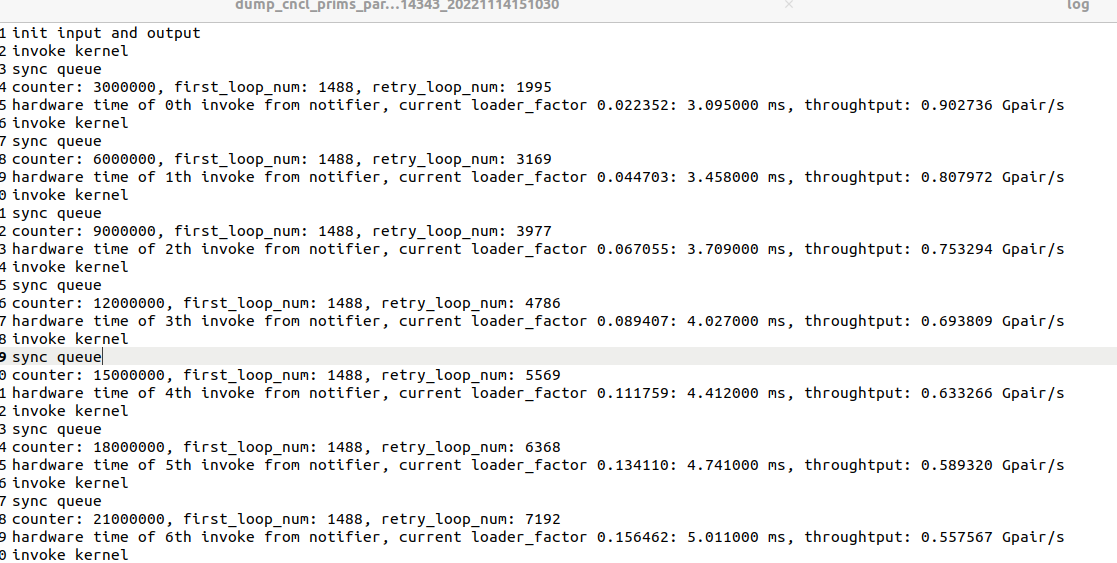 dump_cncl_prims_par...14343_20221114151030 × log
1 init input and output
2 invoke kernel
3 sync queue
4 counter: 3000000, first_loop_num: 1488, retry_loop_num: 1995
5 hardware time of 0th invoke from notifier, current loader_factor 0.022352: 3.095000 ms, throughtput: 0.902736 Gpair/s
6 invoke kernel
7 sync queue
8 counter: 6000000, first_loop_num: 1488, retry_loop_num: 3169
9 hardware time of 1th invoke from notifier, current loader_factor 0.044703: 3.458000 ms, throughtput: 0.807972 Gpair/s
0 invoke kernel
1 sync queue
2 counter: 9000000, first_loop_num: 1488, retry_loop_num: 3977
3 hardware time of 2th invoke from notifier, current loader_factor 0.067055: 3.709000 ms, throughtput: 0.753294 Gpair/s
4 invoke kernel
5 sync queue
6 counter: 12000000, first_loop_num: 1488, retry_loop_num: 4786
7 hardware time of 3th invoke from notifier, current loader_factor 0.089407: 4.027000 ms, throughtput: 0.693809 Gpair/s
8 invoke kernel
9 sync queue
0 counter: 15000000, first_loop_num: 1488, retry_loop_num: 5569
1 hardware time of 4th invoke from notifier, current loader_factor 0.111759: 4.412000 ms, throughtput: 0.633266 Gpair/s
2 invoke kernel
3 sync queue
4 counter: 18000000, first_loop_num: 1488, retry_loop_num: 6368
5 hardware time of 5th invoke from notifier, current loader_factor 0.134110: 4.741000 ms, throughtput: 0.589320 Gpair/s
6 invoke kernel
7 sync queue
8 counter: 21000000, first_loop_num: 1488, retry_loop_num: 7192
9 hardware time of 6th invoke from notifier, current loader_factor 0.156462: 5.011000 ms, throughtput: 0.557567 Gpair/s
0 invoke kernel